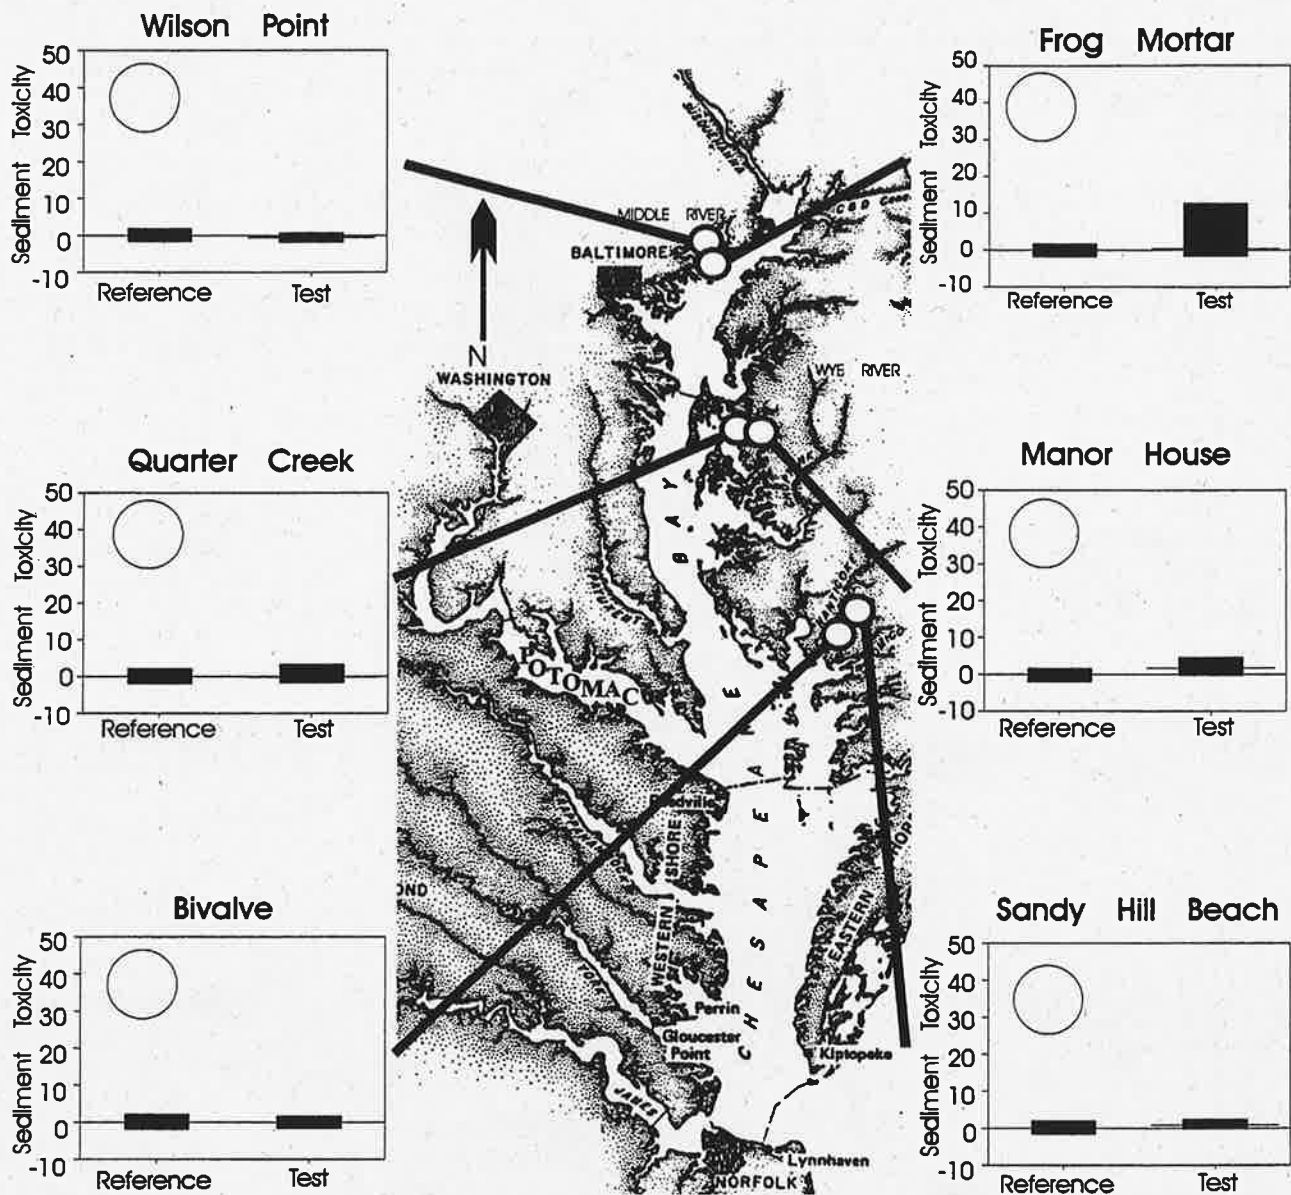 Wilson Point
Sediment Toxicity
50
40
30
20
10
0
-10
Reference Test
Frog Mortar
Sediment Toxicity
50
40
30
20
10
0
-10
Reference Test
Quarter Creek
Sediment Toxicity
50
40
30
20
10
0
-10
Reference Test
Manor House
Sediment Toxicity
50
40
30
20
10
0
-10
Reference Test
Bivalve
Sediment Toxicity
50
40
30
20
10
0
-10
Reference Test
Sandy Hill Beach
Sediment Toxicity
50
40
30
20
10
0
-10
Reference Test
MIDDLE RIVER
BALTIMORE
N
WASHINGTON
WYE RIVER
POTOMAC
CHESAPEAKE BAY
WESTERN SHORE
EASTERN
YORK
JAMES
OND
Perrin
Gloucester
Point
Kiptopeke
Lynnhaven
NORFOLK